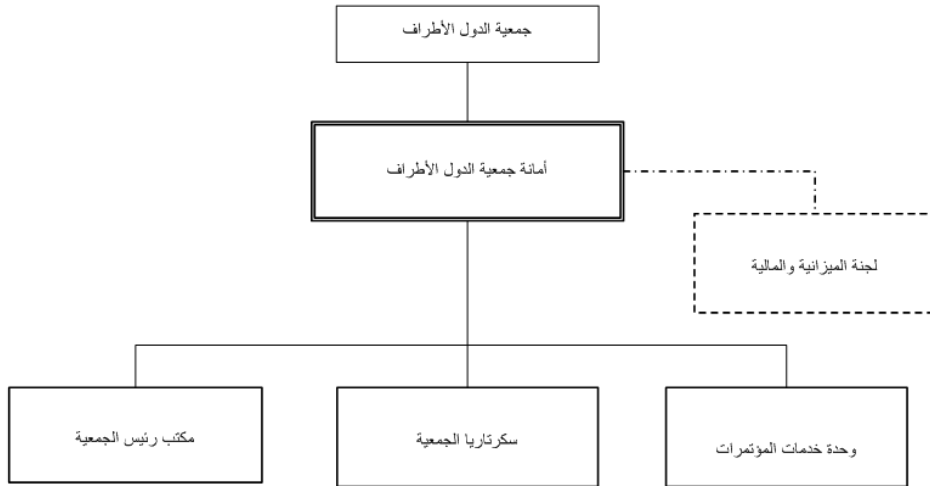 جمعية الدول الأطراف
أمانة جمعية الدول الأطراف
لجنة الميزانية والمالية
وحدة خدمات المؤتمرات
سكرتاريا الجمعية
مكتب رئيس الجمعية